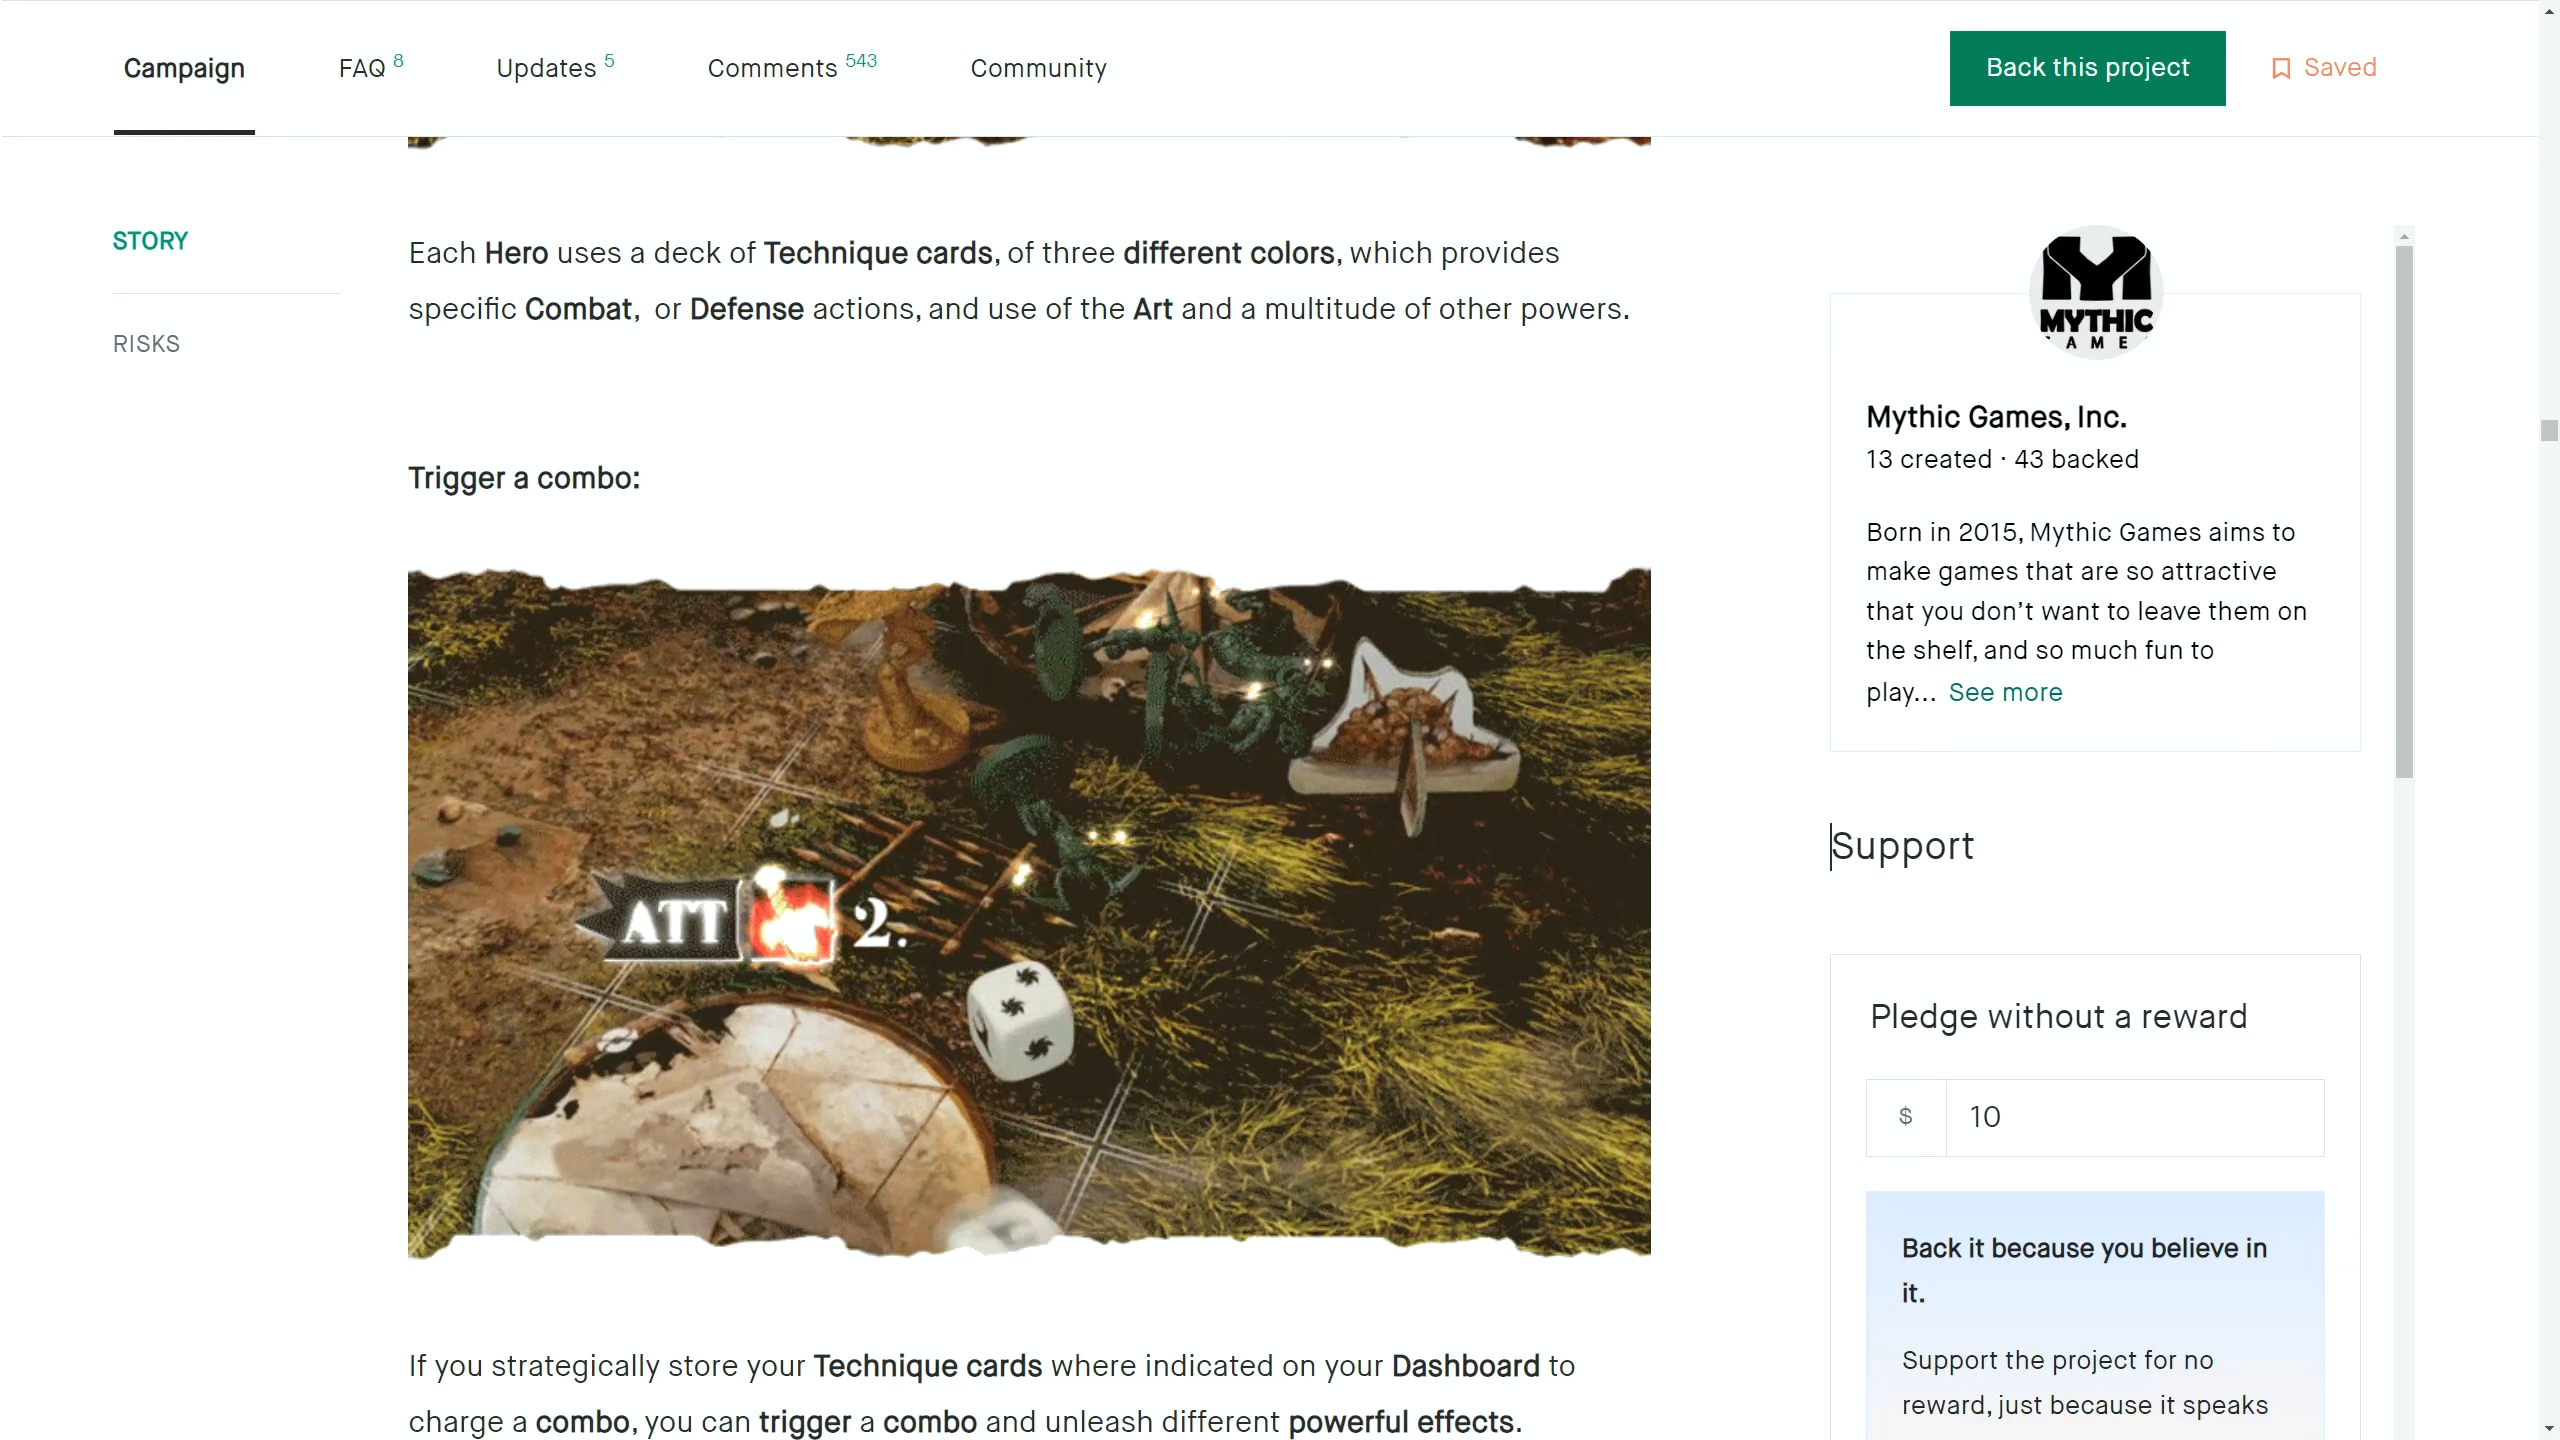 Campaign
FAQ 8
Updates 5
Comments 543
Community
Back this project
Saved
STORY
RISKS
Each Hero uses a deck of Technique cards, of three different colors, which provides
specific Combat,  or Defense actions, and use of the Art and a multitude of other powers.
Trigger a combo:
ATT 2.
If you strategically store your Technique cards where indicated on your Dashboard to
charge a combo, you can trigger a combo and unleash different powerful effects.
MYTHIC
Mythic Games, Inc.
13 created · 43 backed
Born in 2015, Mythic Games aims to
make games that are so attractive
that you don’t want to leave them on
the shelf, and so much fun to
play... See more
Support
Pledge without a reward
$ 10
Back it because you believe in
it.
Support the project for no
reward, just because it speaks